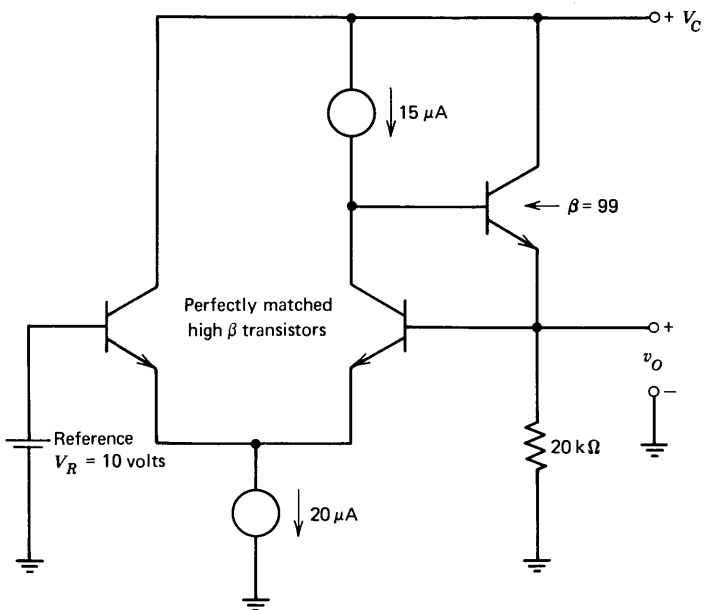 + V_C
15 μA
β = 99
Perfectly matched
high β transistors
+
v_O
−
Reference
V_R = 10 volts
20 kΩ
20 μA